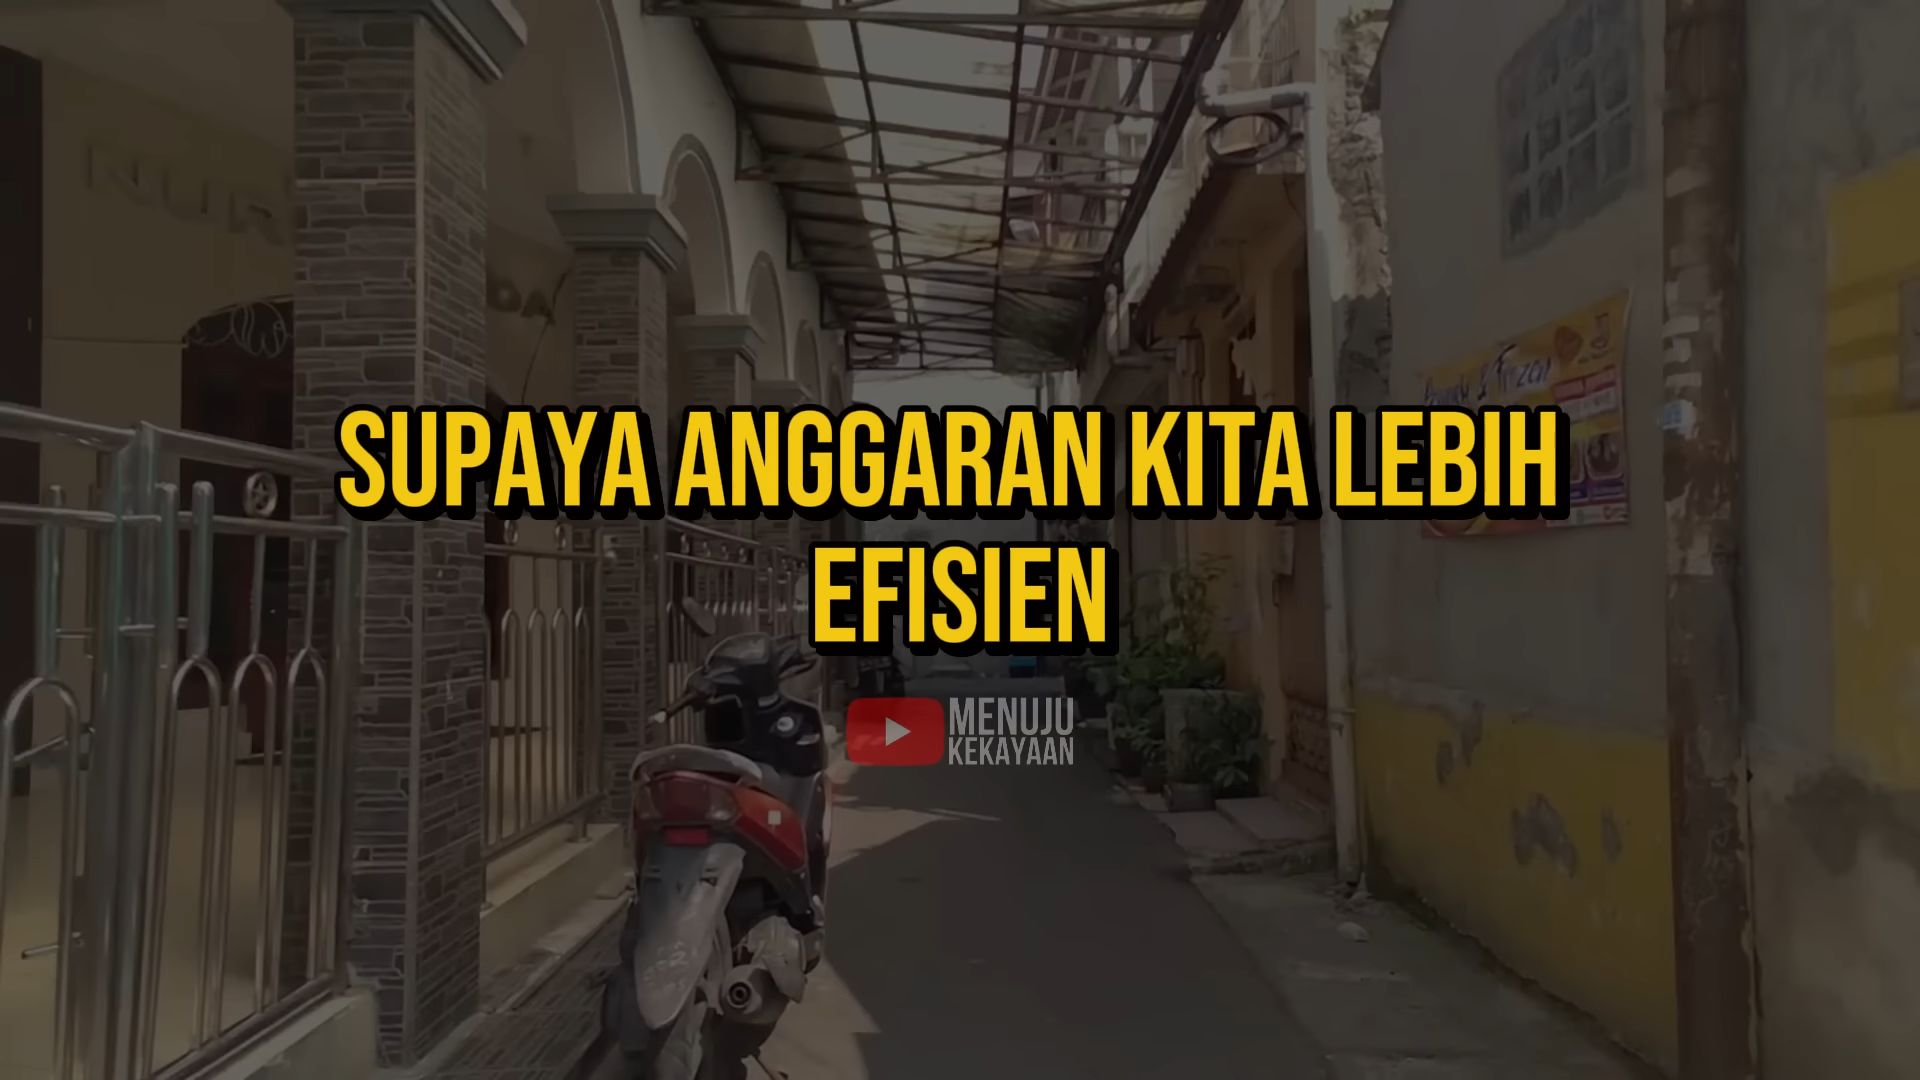 SUPAYA ANGGARAN KITA LEBIH
EFISIEN
MENUJU
KEKAYAAN